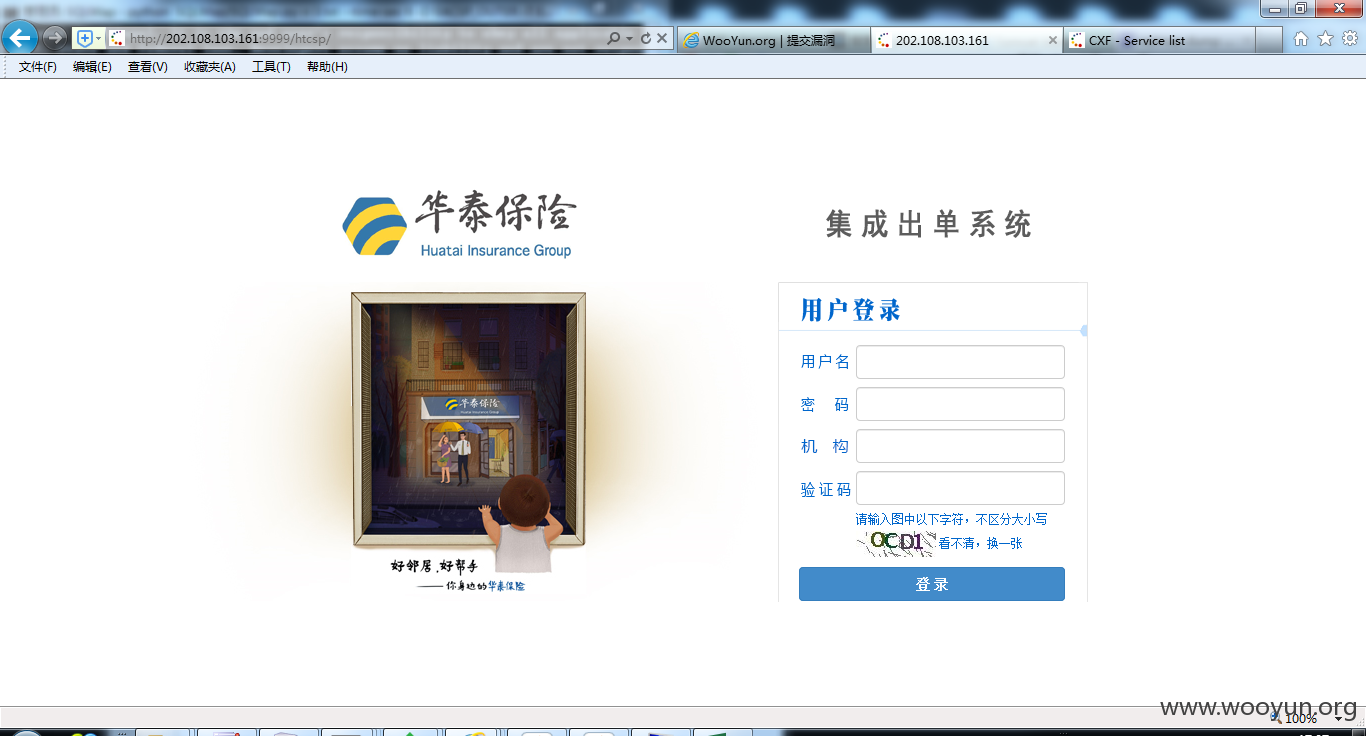 http://202.108.103.161:9999/htcsp/
WooYun.org | 提交漏洞
202.108.103.161
CXF - Service list
文件(F) 编辑(E) 查看(V) 收藏夹(A) 工具(T) 帮助(H)
华泰保险
Huatai Insurance Group
集成出单系统
用户登录
用户名
密 码
机 构
验证码
请输入图中以下字符，不区分大小写
OCD1 看不清，换一张
登录
华泰保险
Huatai Insurance Group
好邻居.好帮手
——你身边的华泰保险
www.wooyun.org
100%